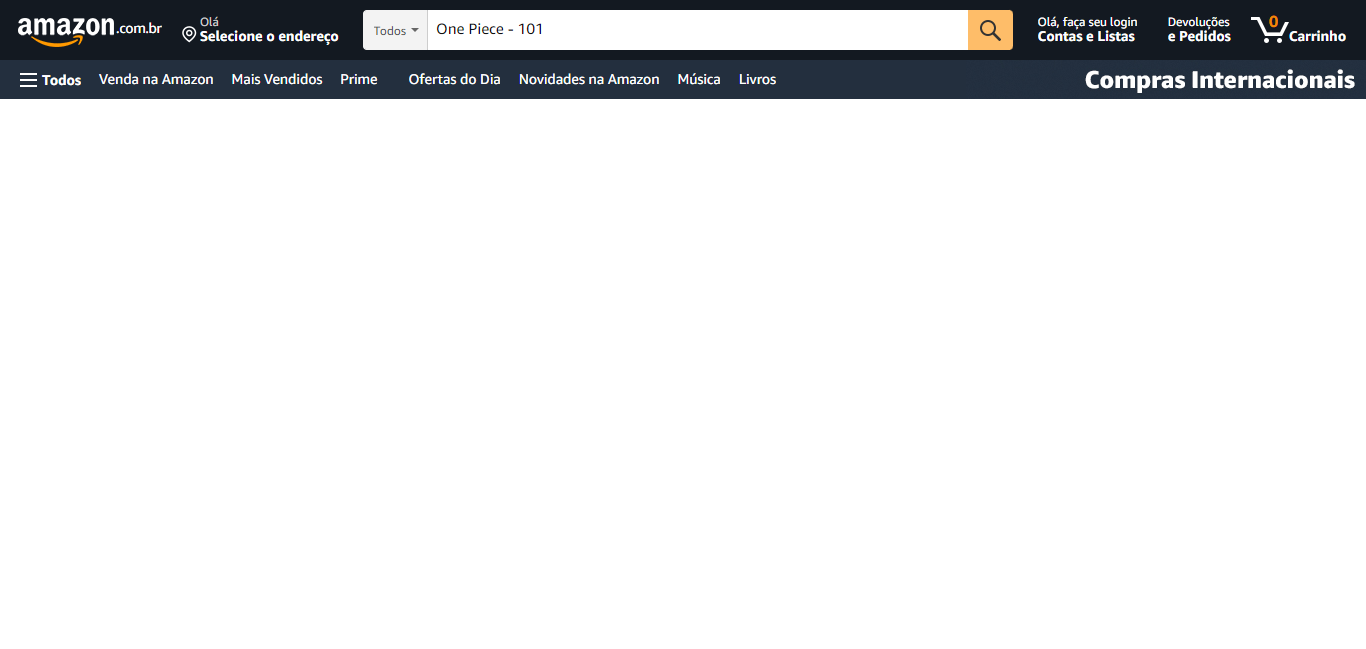 amazon.com.br
Olá
Selecione o endereço
Todos
One Piece - 101
Olá, faça seu login
Contas e Listas
Devoluções
e Pedidos
0
Carrinho
Todos
Venda na Amazon
Mais Vendidos
Prime
Ofertas do Dia
Novidades na Amazon
Música
Livros
Compras Internacionais